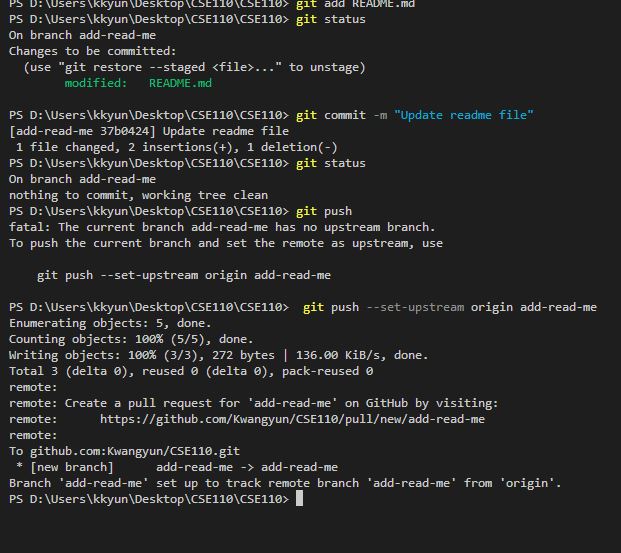 PS D:\Users\kkyun\Desktop\CSE110\CSE110> git add README.md
PS D:\Users\kkyun\Desktop\CSE110\CSE110> git status
On branch add-read-me
Changes to be committed:
  (use "git restore --staged <file>..." to unstage)
        modified:   README.md

PS D:\Users\kkyun\Desktop\CSE110\CSE110> git commit -m "Update readme file"
[add-read-me 37b0424] Update readme file
 1 file changed, 2 insertions(+), 1 deletion(-)
PS D:\Users\kkyun\Desktop\CSE110\CSE110> git status
On branch add-read-me
nothing to commit, working tree clean
PS D:\Users\kkyun\Desktop\CSE110\CSE110> git push
fatal: The current branch add-read-me has no upstream branch.
To push the current branch and set the remote as upstream, use

    git push --set-upstream origin add-read-me

PS D:\Users\kkyun\Desktop\CSE110\CSE110>  git push --set-upstream origin add-read-me
Enumerating objects: 5, done.
Counting objects: 100% (5/5), done.
Writing objects: 100% (3/3), 272 bytes | 136.00 KiB/s, done.
Total 3 (delta 0), reused 0 (delta 0), pack-reused 0
remote:
remote: Create a pull request for 'add-read-me' on GitHub by visiting:
remote:      https://github.com/Kwangyun/CSE110/pull/new/add-read-me
remote:
To github.com:Kwangyun/CSE110.git
 * [new branch]      add-read-me -> add-read-me
Branch 'add-read-me' set up to track remote branch 'add-read-me' from 'origin'.
PS D:\Users\kkyun\Desktop\CSE110\CSE110>